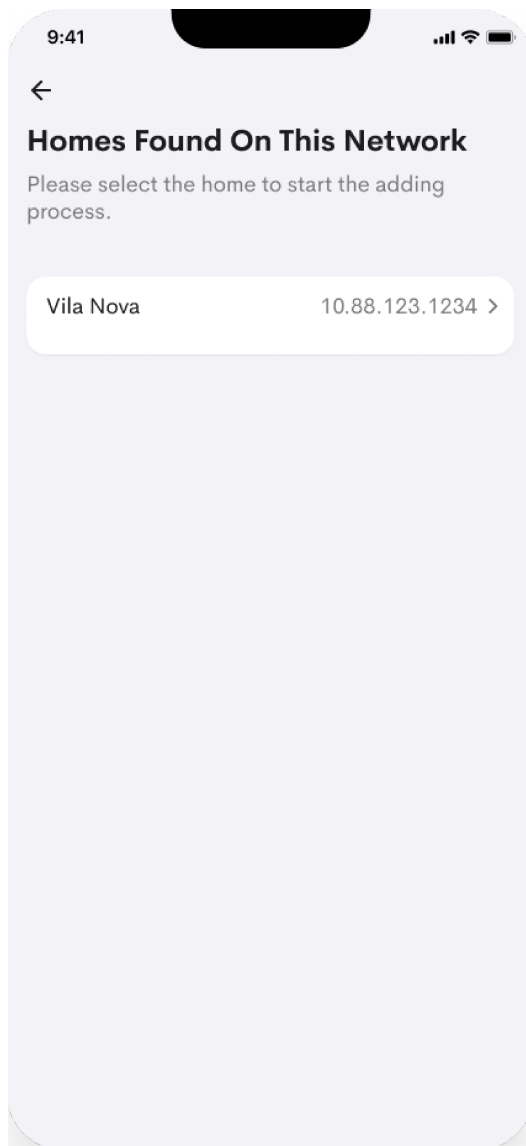 9:41
Homes Found On This Network
Please select the home to start the adding
process.
Vila Nova 10.88.123.1234